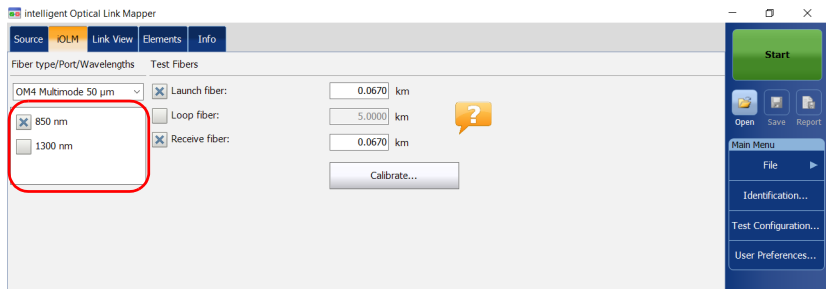 intelligent Optical Link Mapper
Source iOLM Link View Elements Info
Fiber type/Port/Wavelengths Test Fibers
OM4 Multimode 50 µm Launch fiber: 0.0670 km
850 nm Loop fiber: 5.0000 km ?
1300 nm Receive fiber: 0.0670 km
Calibrate...
Start
Open Save Report
Main Menu
File
Identification...
Test Configuration...
User Preferences...